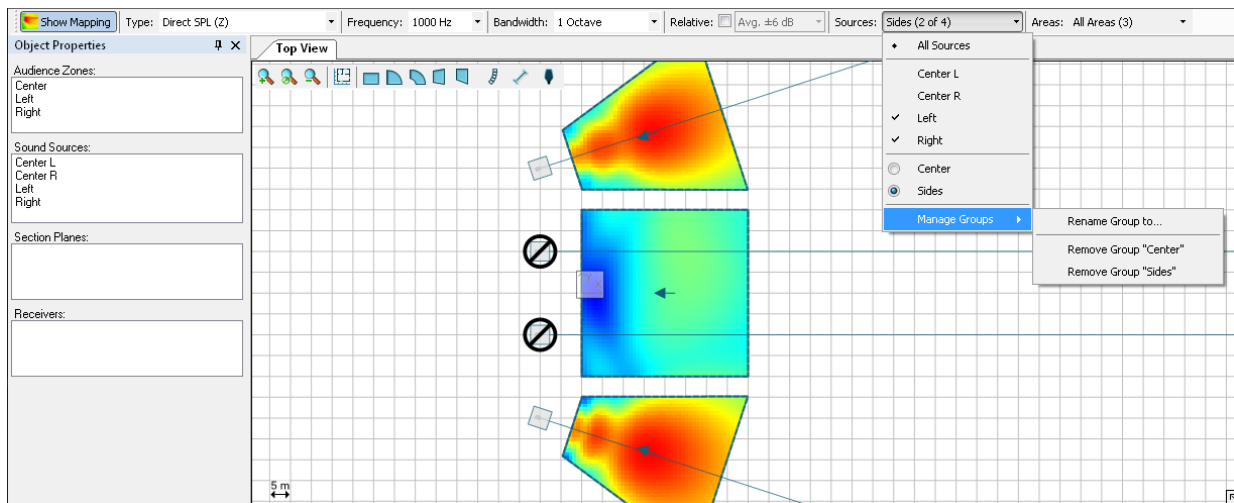 Show Mapping Type: Direct SPL (Z) Frequency: 1000 Hz Bandwidth: 1 Octave Relative: Avg. ±6 dB Sources: Sides (2 of 4) Areas: All Areas (3)
Object Properties
Top View
Audience Zones:
Center
Left
Right
Sound Sources:
Center L
Center R
Left
Right
Section Planes:
Receivers:
All Sources
Center L
Center R
Left
Right
Center
Sides
Manage Groups
Rename Group to...
Remove Group "Center"
Remove Group "Sides"
5 m